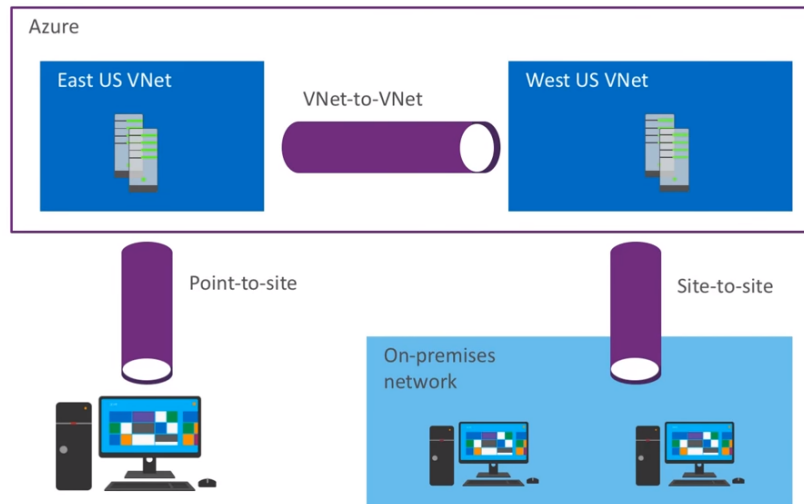 Azure
East US VNet
VNet-to-VNet
West US VNet
Point-to-site
Site-to-site
On-premises
network